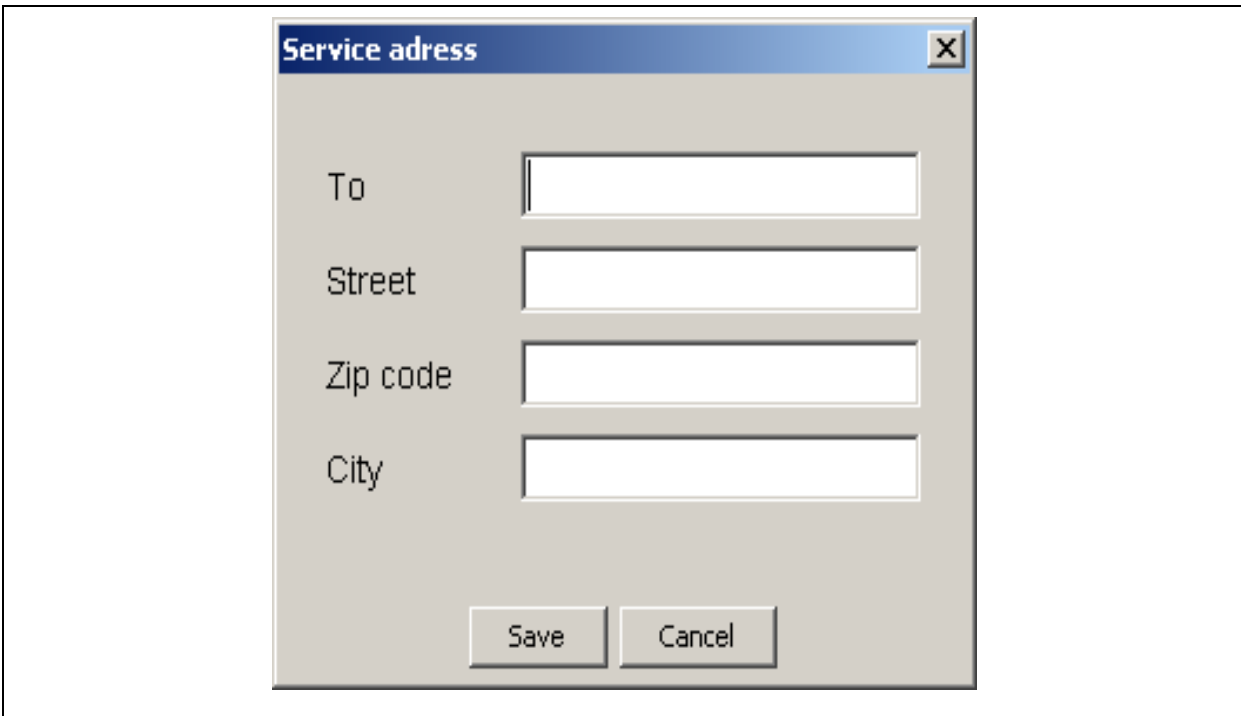 Service adress
To
Street
Zip code
City
Save Cancel